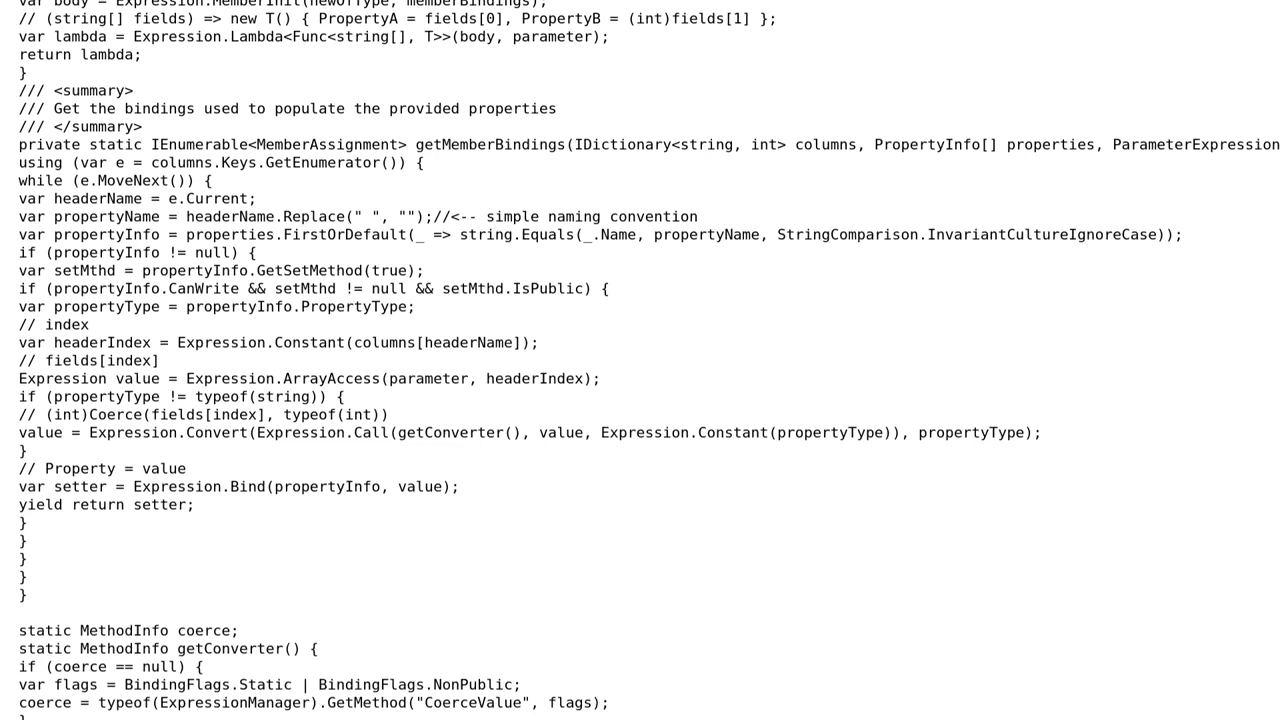 var body = Expression.MemberInit(newOfType, memberBindings);
// (string[] fields) => new T() { PropertyA = fields[0], PropertyB = (int)fields[1] };
var lambda = Expression.Lambda<Func<string[], T>>(body, parameter);
return lambda;
}
/// <summary>
/// Get the bindings used to populate the provided properties
/// </summary>
private static IEnumerable<MemberAssignment> getMemberBindings(IDictionary<string, int> columns, PropertyInfo[] properties, ParameterExpression
using (var e = columns.Keys.GetEnumerator()) {
while (e.MoveNext()) {
var headerName = e.Current;
var propertyName = headerName.Replace(" ", "");//<-- simple naming convention
var propertyInfo = properties.FirstOrDefault(_ => string.Equals(_.Name, propertyName, StringComparison.InvariantCultureIgnoreCase));
if (propertyInfo != null) {
var setMthd = propertyInfo.GetSetMethod(true);
if (propertyInfo.CanWrite && setMthd != null && setMthd.IsPublic) {
var propertyType = propertyInfo.PropertyType;
// index
var headerIndex = Expression.Constant(columns[headerName]);
// fields[index]
Expression value = Expression.ArrayAccess(parameter, headerIndex);
if (propertyType != typeof(string)) {
// (int)Coerce(fields[index], typeof(int))
value = Expression.Convert(Expression.Call(getConverter(), value, Expression.Constant(propertyType)), propertyType);
}
// Property = value
var setter = Expression.Bind(propertyInfo, value);
yield return setter;
}
}
}
}
}
static MethodInfo coerce;
static MethodInfo getConverter() {
if (coerce == null) {
var flags = BindingFlags.Static | BindingFlags.NonPublic;
coerce = typeof(ExpressionManager).GetMethod("CoerceValue", flags);
}